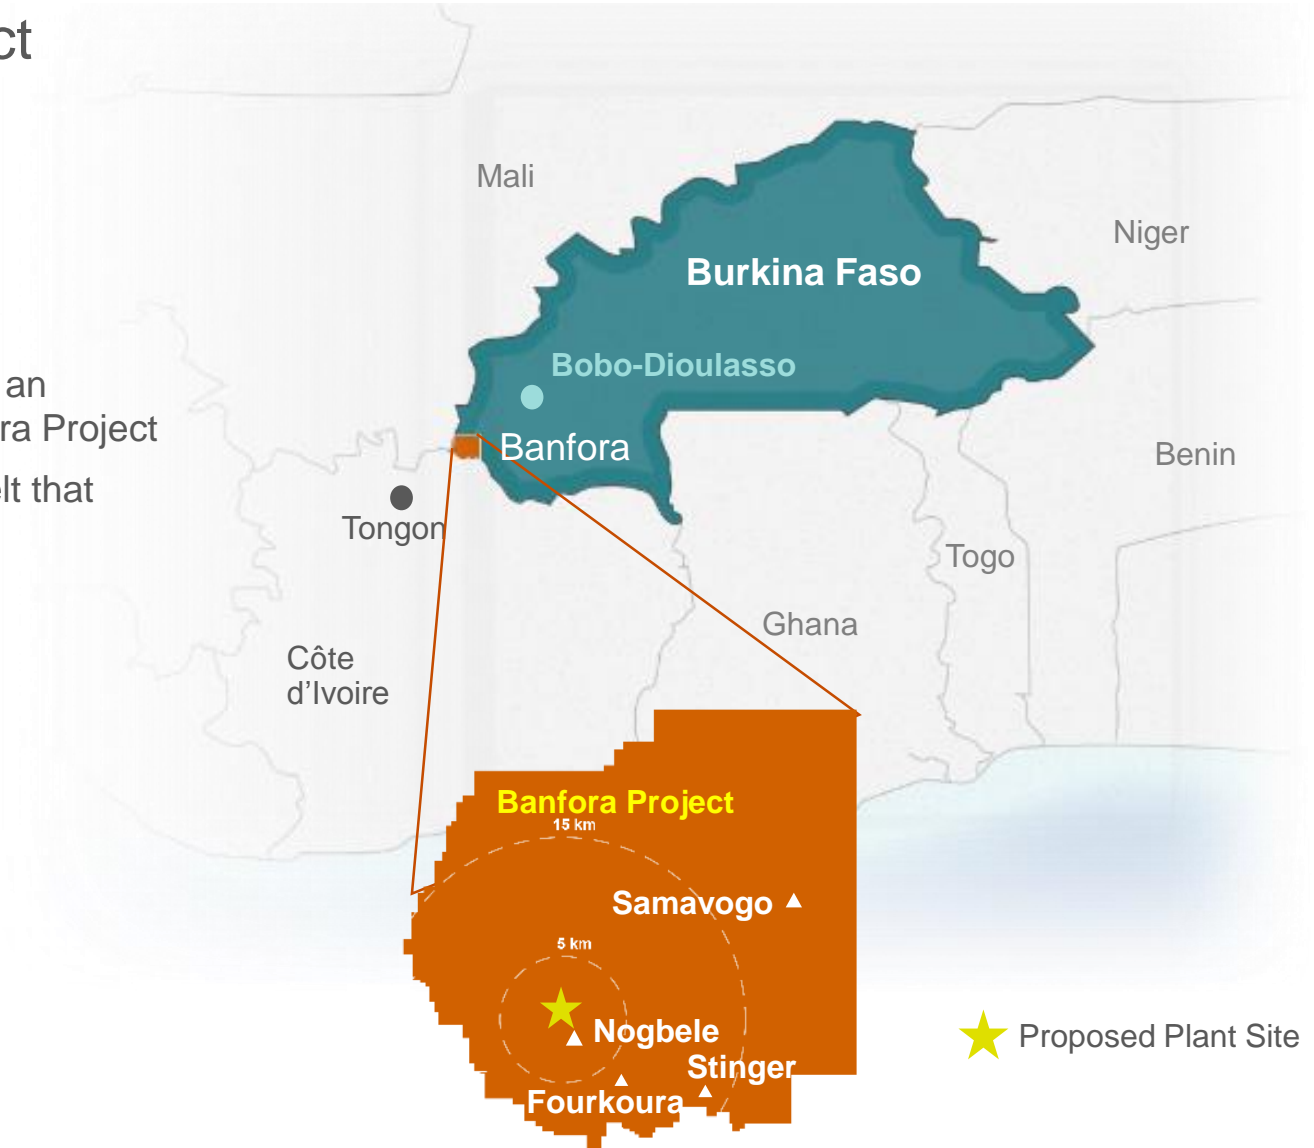 ct
Mali
Niger
Burkina Faso
Bobo-Dioulasso
an
ra Project
Banfora
Benin
elt that
Tongon
Togo
Ghana
Côte
d’Ivoire
Banfora Project
15 km
Samavogo
5 km
Nogbele
Proposed Plant Site
Stinger
Fourkoura